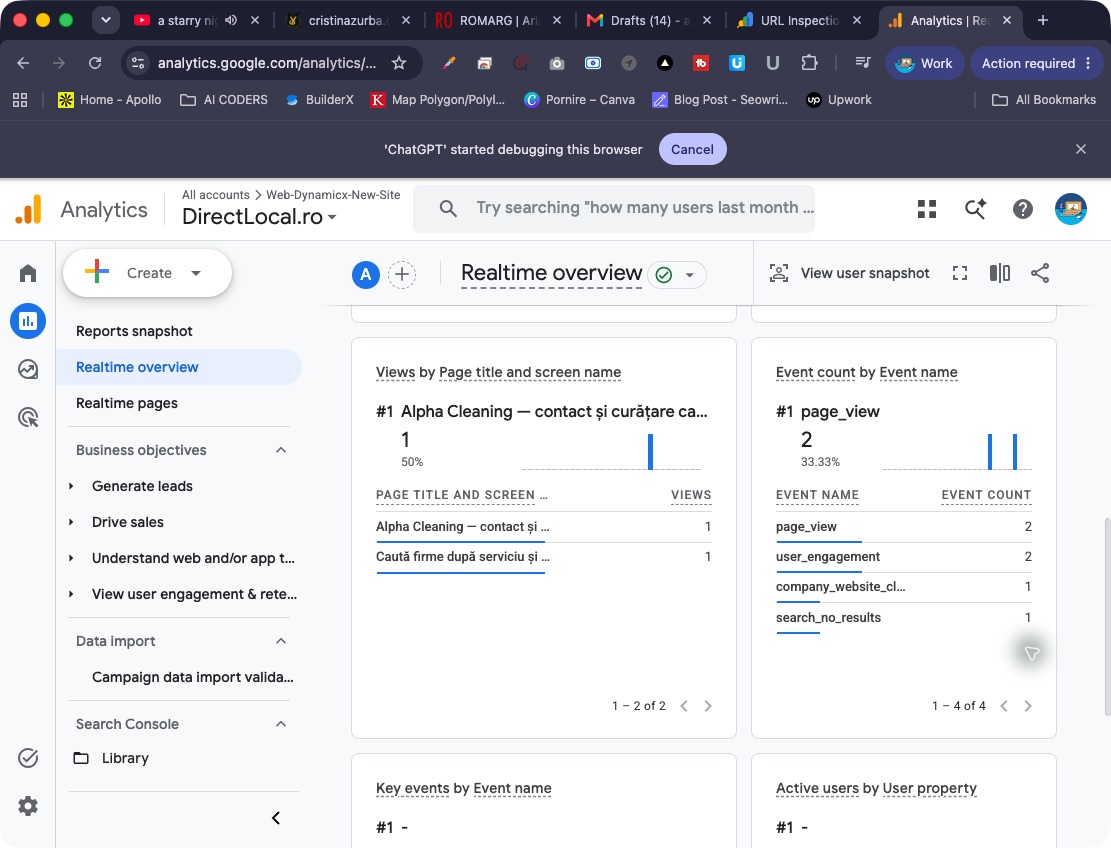 a starry nig
cristinazurba.
ROMARG | Ari
Drafts (14) - a
URL Inspectio
Analytics | Re
analytics.google.com/analytics/...
Work
Action required
Home - Apollo
AI CODERS
BuilderX
Map Polygon/Polyl...
Pornire – Canva
Blog Post - Seowri...
Upwork
All Bookmarks
'ChatGPT' started debugging this browser
Cancel
Analytics
All accounts > Web-Dynamicx-New-Site
DirectLocal.ro
Try searching "how many users last month ...
Create
A
Realtime overview
View user snapshot
Reports snapshot
Realtime overview
Realtime pages
Business objectives
Generate leads
Drive sales
Understand web and/or app t...
View user engagement & rete...
Data import
Campaign data import valida...
Search Console
Library
Views by Page title and screen name
#1 Alpha Cleaning — contact și curățare ca...
1
50%
PAGE TITLE AND SCREEN ...
VIEWS
Alpha Cleaning — contact și ...
1
Caută firme după serviciu și ...
1
1 – 2 of 2
Event count by Event name
#1 page_view
2
33.33%
EVENT NAME
EVENT COUNT
page_view
2
user_engagement
2
company_website_cl...
1
search_no_results
1
1 – 4 of 4
Key events by Event name
#1 -
Active users by User property
#1 -